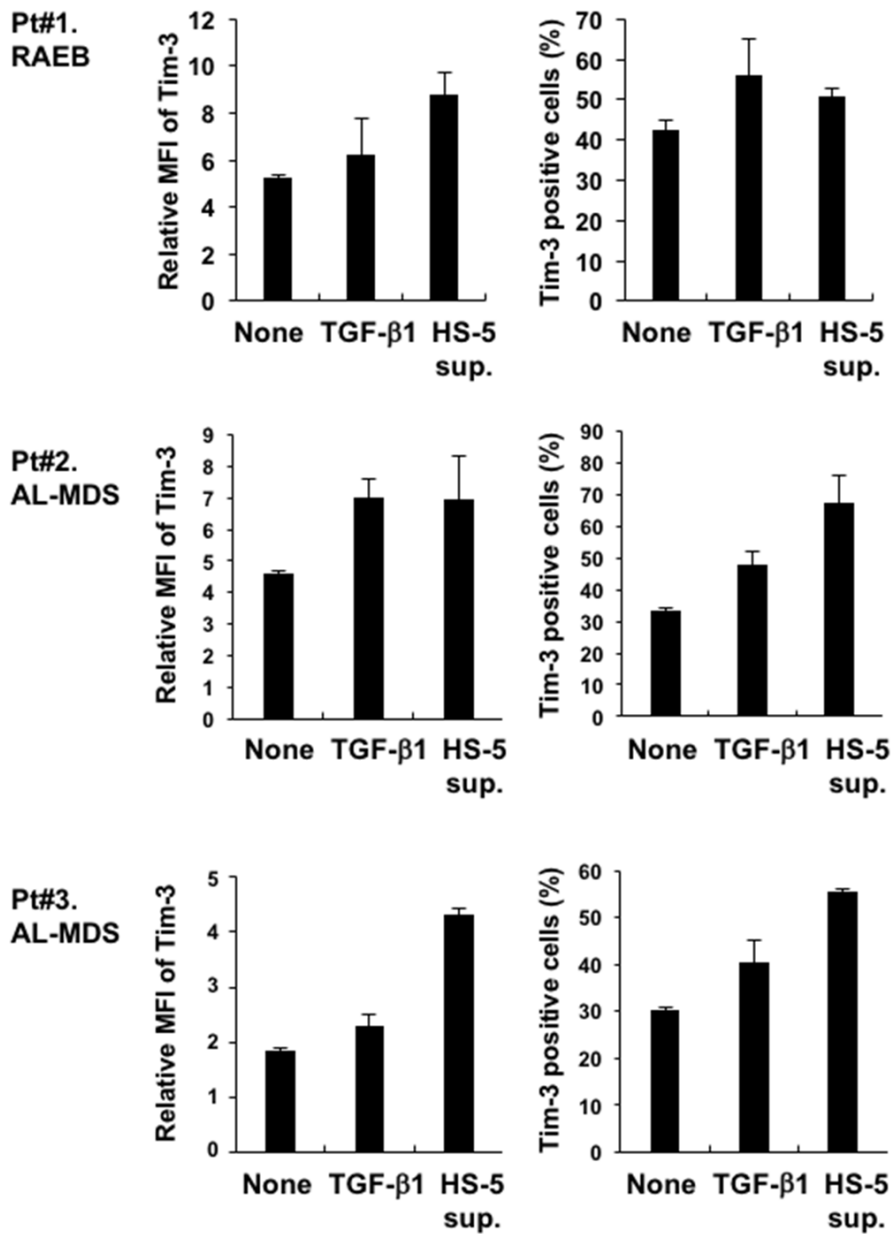 Pt#1.
RAEB
Relative MFI of Tim-3
12
10
8
6
4
2
0
None TGF-β1 HS-5
sup.
Tim-3 positive cells (%)
70
60
50
40
30
20
10
0
None TGF-β1 HS-5
sup.
Pt#2.
AL-MDS
Relative MFI of Tim-3
9
8
7
6
5
4
3
2
1
0
None TGF-β1 HS-5
sup.
Tim-3 positive cells (%)
90
80
70
60
50
40
30
20
10
0
None TGF-β1 HS-5
sup.
Pt#3.
AL-MDS
Relative MFI of Tim-3
5
4
3
2
1
0
None TGF-β1 HS-5
sup.
Tim-3 positive cells (%)
60
50
40
30
20
10
0
None TGF-β1 HS-5
sup.